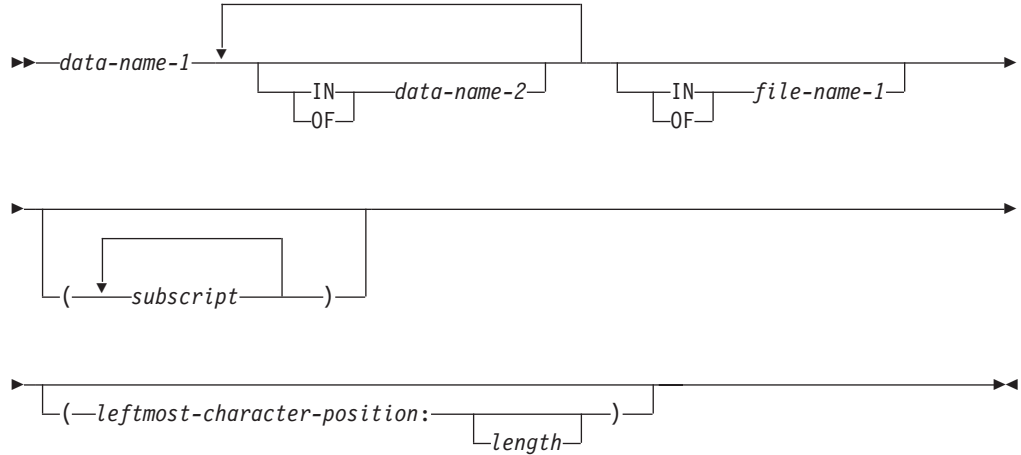 data-name-1
IN data-name-2 IN file-name-1
OF OF
( subscript )
(leftmost-character-position: )
length